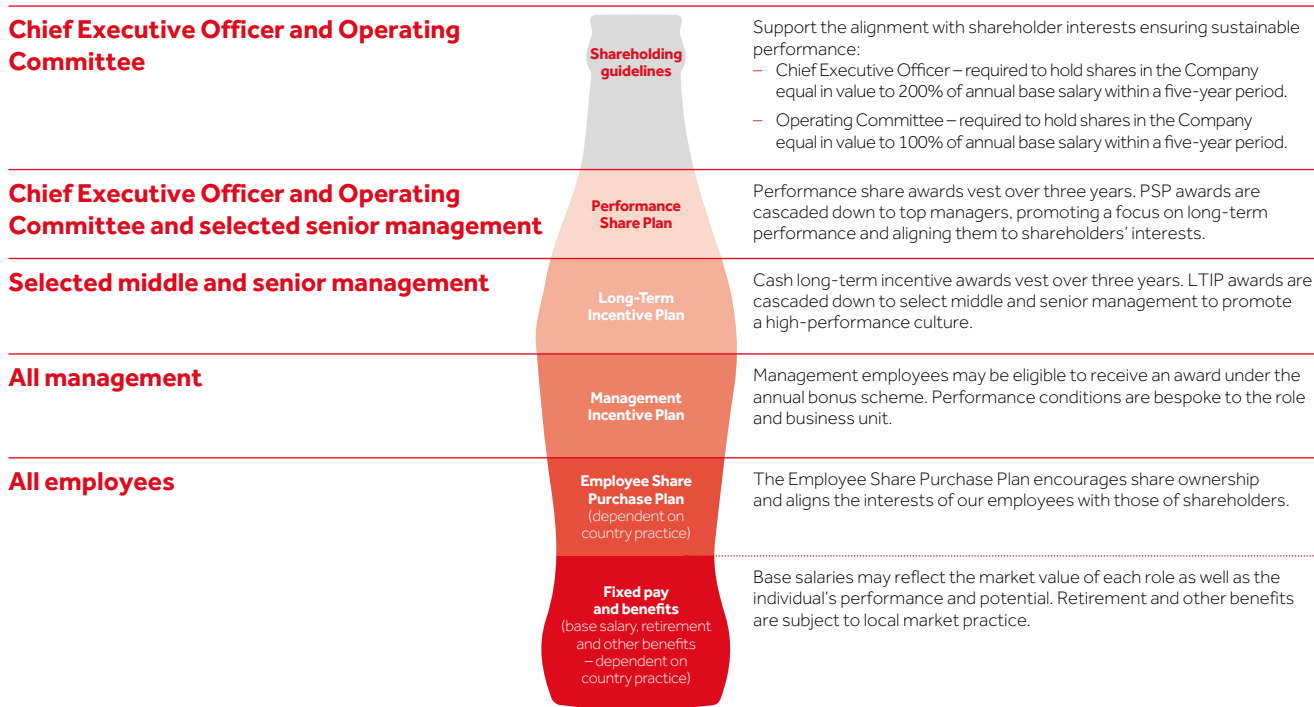 Chief Executive Officer and Operating
Committee
Shareholding
guidelines
Support the alignment with shareholder interests ensuring sustainable
performance:
– Chief Executive Officer – required to hold shares in the Company
equal in value to 200% of annual base salary within a five-year period.
– Operating Committee – required to hold shares in the Company
equal in value to 100% of annual base salary within a five-year period.
Chief Executive Officer and Operating
Committee and selected senior management
Performance
Share Plan
Performance share awards vest over three years. PSP awards are
cascaded down to top managers, promoting a focus on long-term
performance and aligning them to shareholders’ interests.
Selected middle and senior management
Long-Term
Incentive Plan
Cash long-term incentive awards vest over three years. LTIP awards are
cascaded down to select middle and senior management to promote
a high-performance culture.
All management
Management
Incentive Plan
Management employees may be eligible to receive an award under the
annual bonus scheme. Performance conditions are bespoke to the role
and business unit.
All employees
Employee Share
Purchase Plan
(dependent on
country practice)
The Employee Share Purchase Plan encourages share ownership
and aligns the interests of our employees with those of shareholders.
Fixed pay
and benefits
(base salary, retirement
and other benefits
– dependent on
country practice)
Base salaries may reflect the market value of each role as well as the
individual’s performance and potential. Retirement and other benefits
are subject to local market practice.